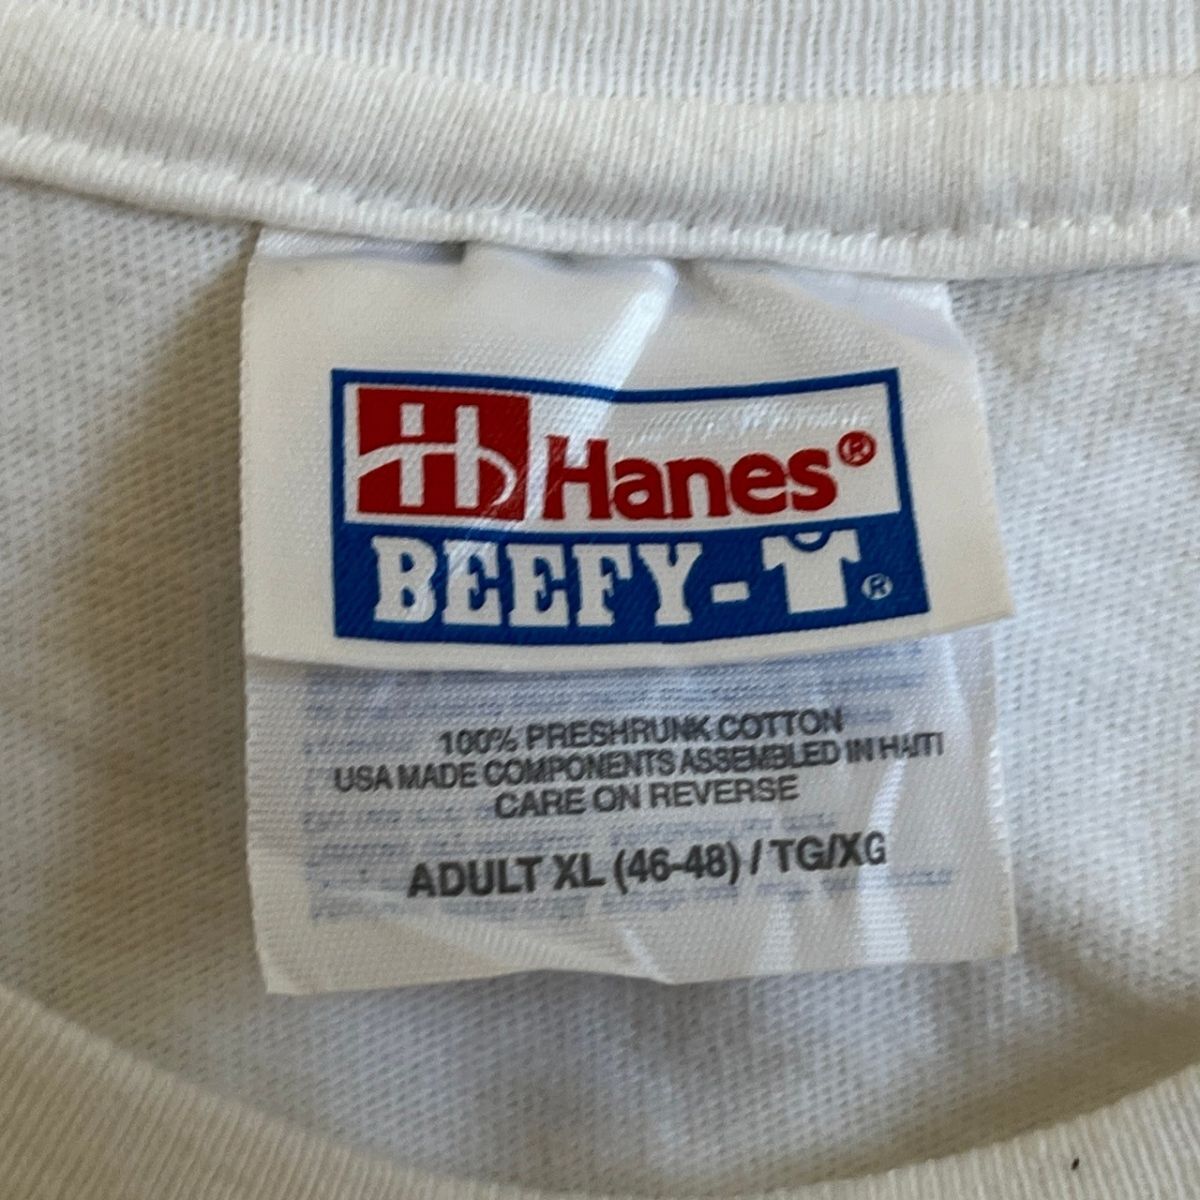 H Hanes®
BEEFY-T®
100% PRESHRUNK COTTON
USA MADE COMPONENTS ASSEMBLED IN HAITI
CARE ON REVERSE
ADULT XL (46-48) / TG/XG